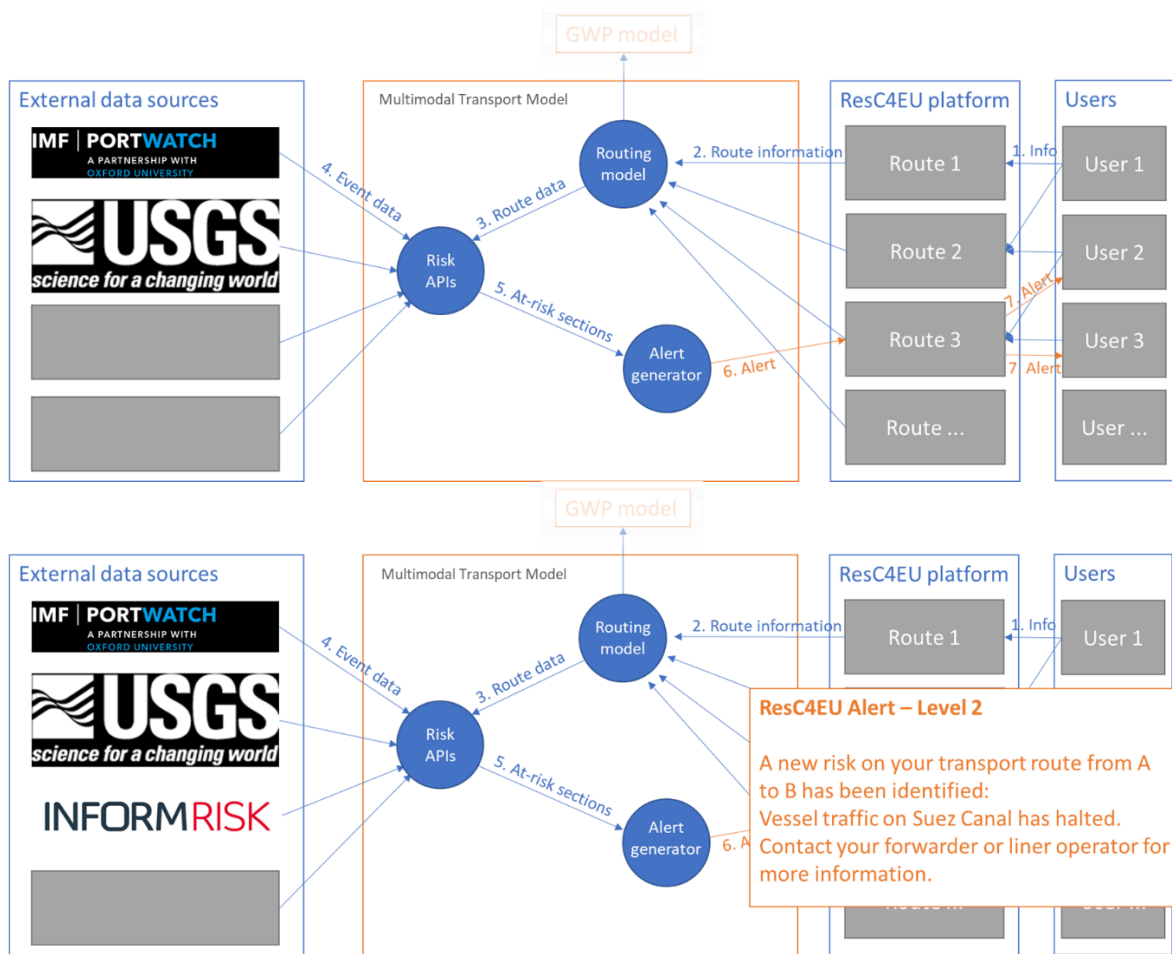 GWP model
External data sources
IMF | PORTWATCH
A PARTNERSHIP WITH
OXFORD UNIVERSITY
USGS
science for a changing world
Multimodal Transport Model
Routing
model
2. Route information
3. Route data
4. Event data
Risk
APIs
5. At-risk sections
Alert
generator
6. Alert
ResC4EU platform
Route 1
Route 2
Route 3
Route ...
Users
1. Info
User 1
User 2
7. Alert
User 3
7. Alert
User ...
GWP model
External data sources
IMF | PORTWATCH
A PARTNERSHIP WITH
OXFORD UNIVERSITY
USGS
science for a changing world
INFORMRISK
Multimodal Transport Model
Routing
model
2. Route information
3. Route data
4. Event data
Risk
APIs
5. At-risk sections
Alert
generator
6. A
ResC4EU platform
Route 1
Users
1. Info
User 1
ResC4EU Alert – Level 2
A new risk on your transport route from A
to B has been identified:
Vessel traffic on Suez Canal has halted.
Contact your forwarder or liner operator for
more information.